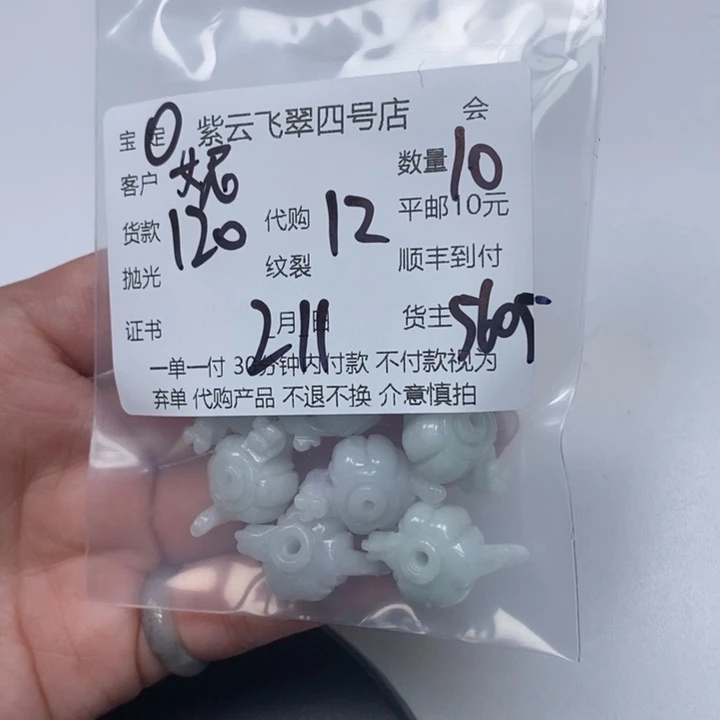 宝 定 紫云飞翠四号店 会
客户 妮 数量 10
货款 120 代购 12 平邮10元
抛光 纹裂 顺丰到付
证书 2月11日 货主 5605
一单一付 30分钟内付款 不付款视为
弃单 代购产品 不退不换 介意慎拍